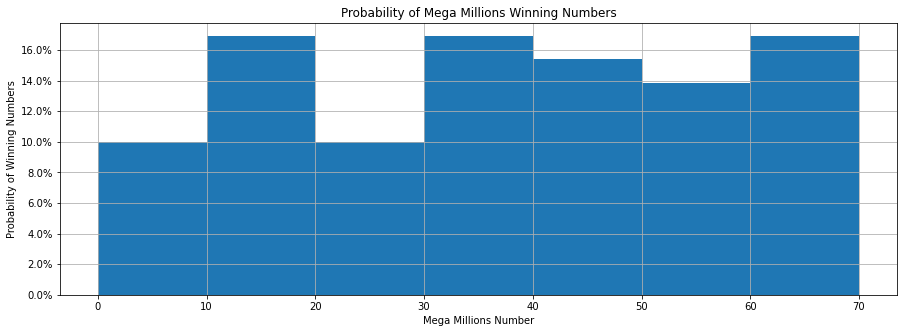 Probability of Mega Millions Winning Numbers
Probability of Winning Numbers
16.0%
14.0%
12.0%
10.0%
8.0%
6.0%
4.0%
2.0%
0.0%
0 10 20 30 40 50 60 70
Mega Millions Number